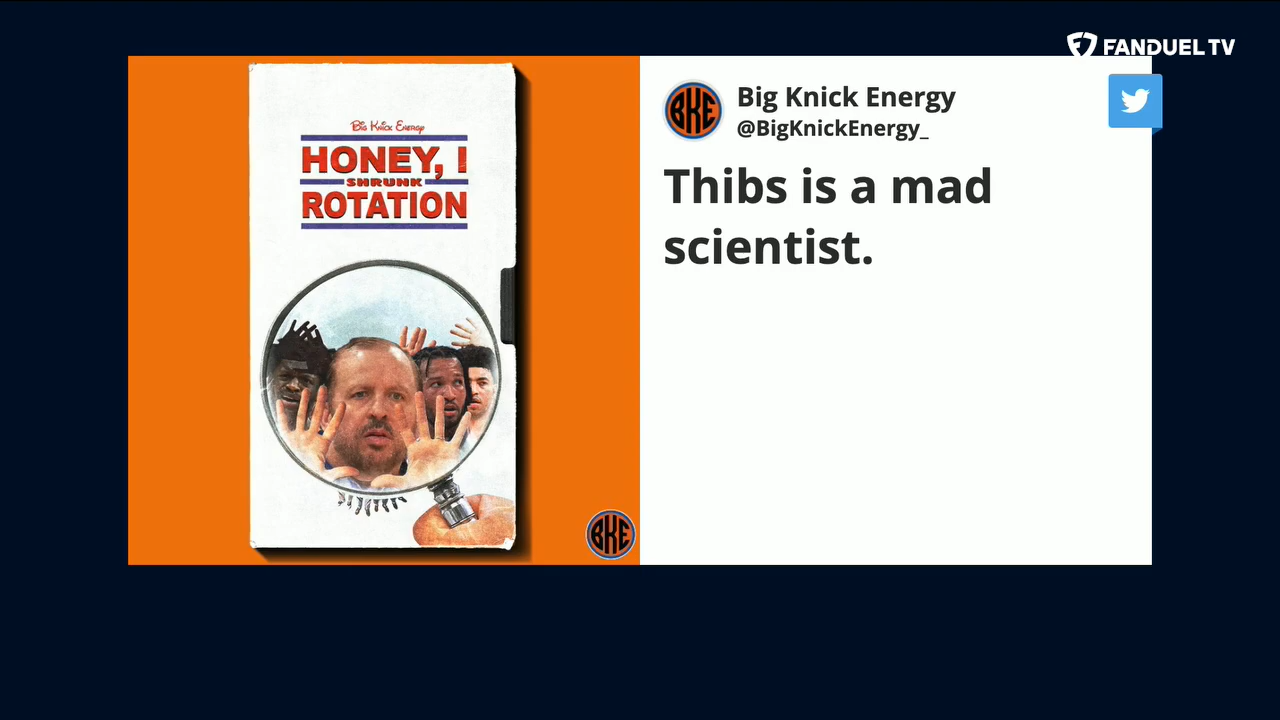 FANDUEL TV
Big Knick Energy
HONEY, I
SHRUNK
ROTATION
BKE
BKE
Big Knick Energy
@BigKnickEnergy_
Thibs is a mad
scientist.